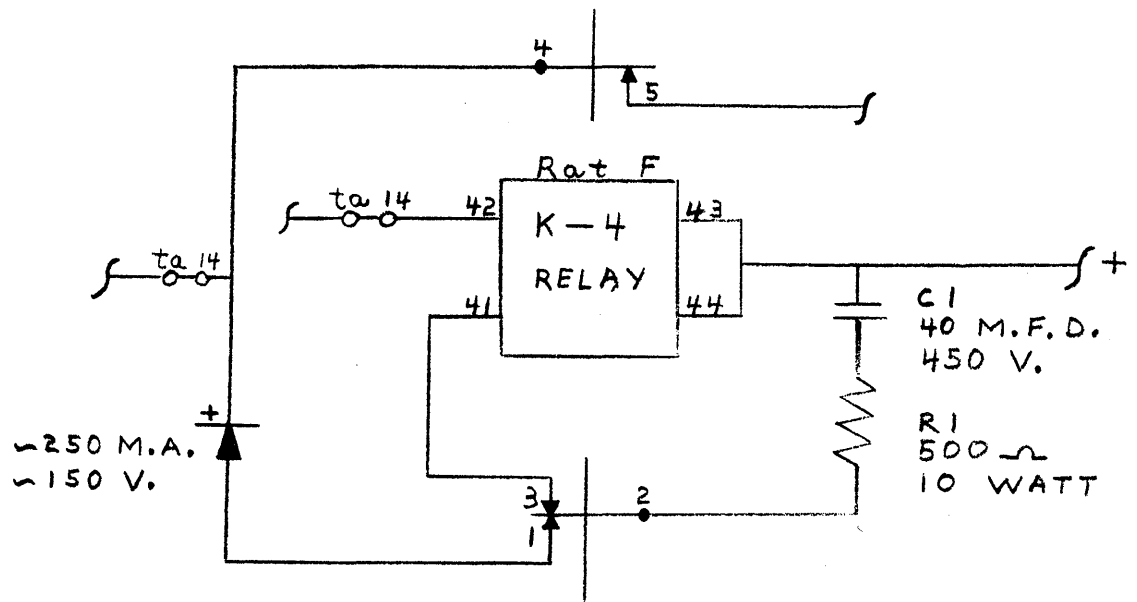 4
5
Rat F
ta 14
42
K-4
43
RELAY
ta 14
+
41
44
C1
40 M.F.D.
450 V.
+
~250 M.A.
~150 V.
R1
500 Ω
10 WATT
3
2
1